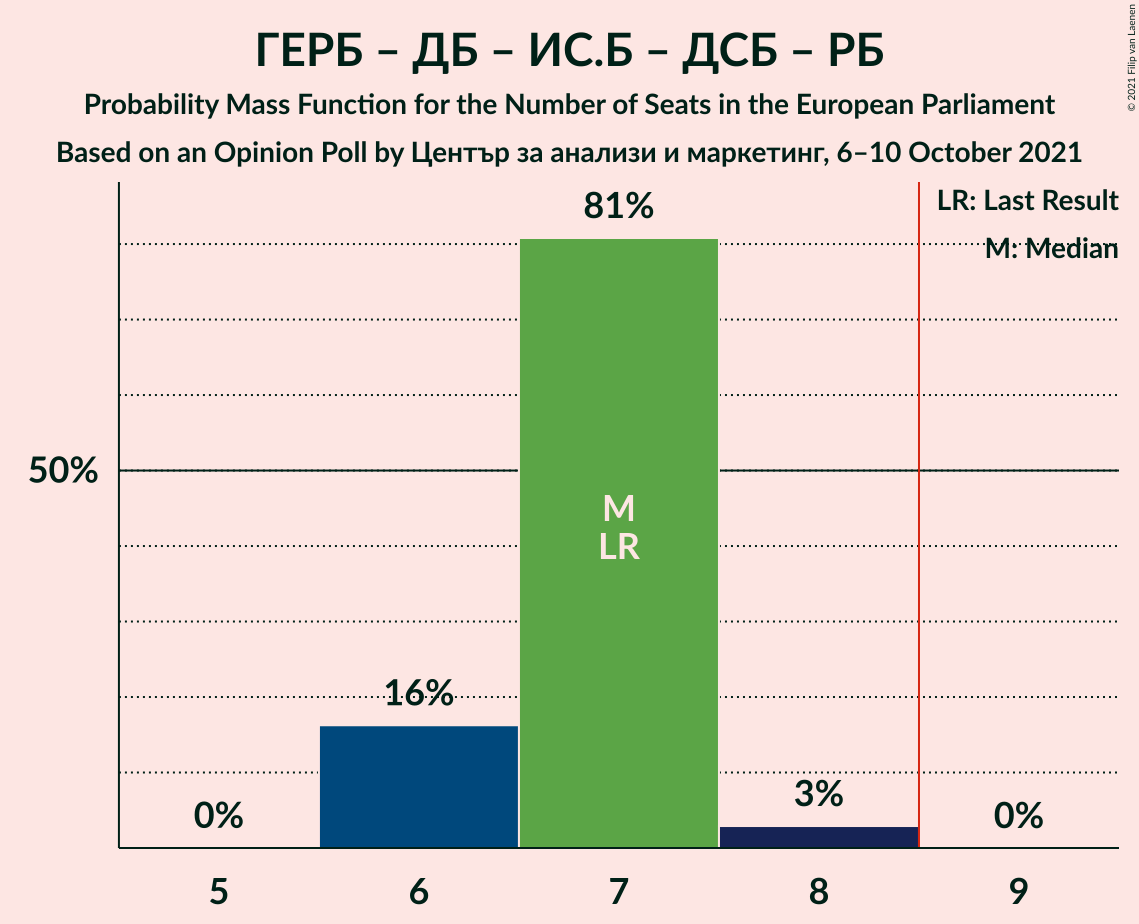 ГЕРБ – ДБ – ИС.Б – ДСБ – РБ
Probability Mass Function for the Number of Seats in the European Parliament
Based on an Opinion Poll by Център за анализи и маркетинг, 6–10 October 2021
© 2021 Filip van Laenen
LR: Last Result
M: Median
81%
50%
M
LR
16%
3%
0%
0%
5
6
7
8
9